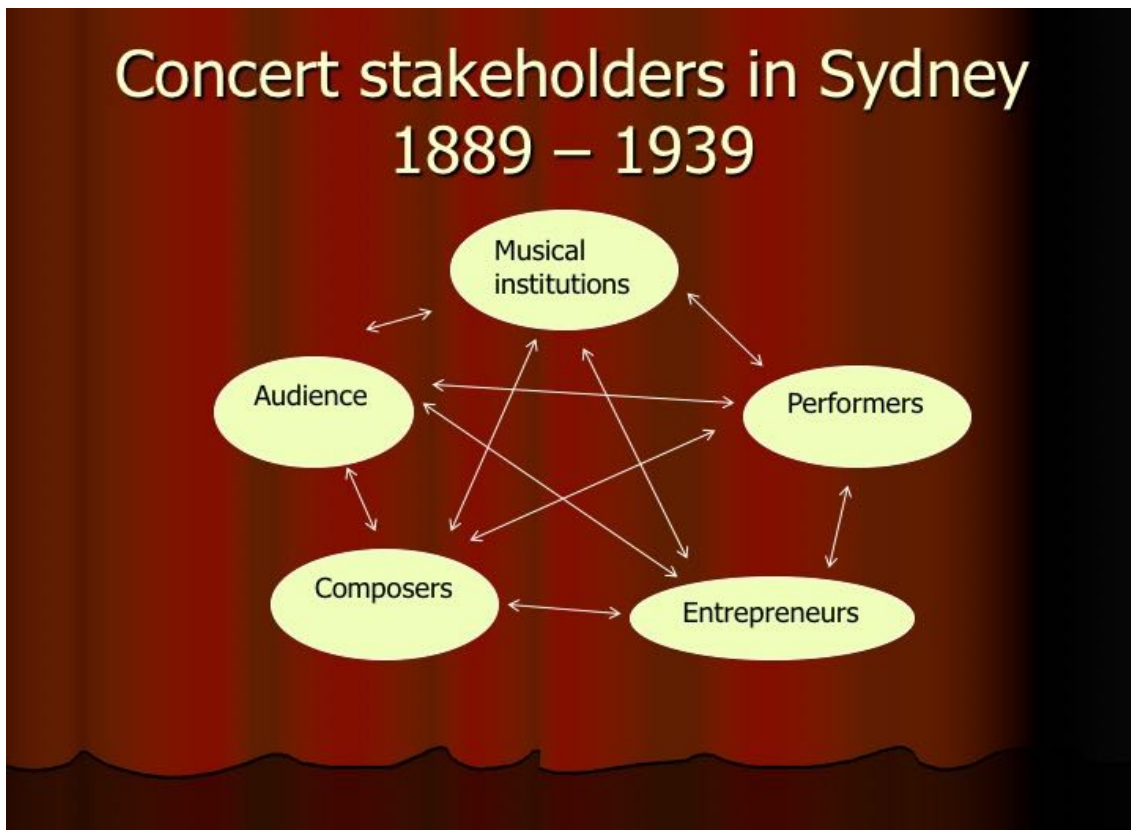 Concert stakeholders in Sydney
1889 – 1939
Musical
institutions
Audience
Performers
Composers
Entrepreneurs